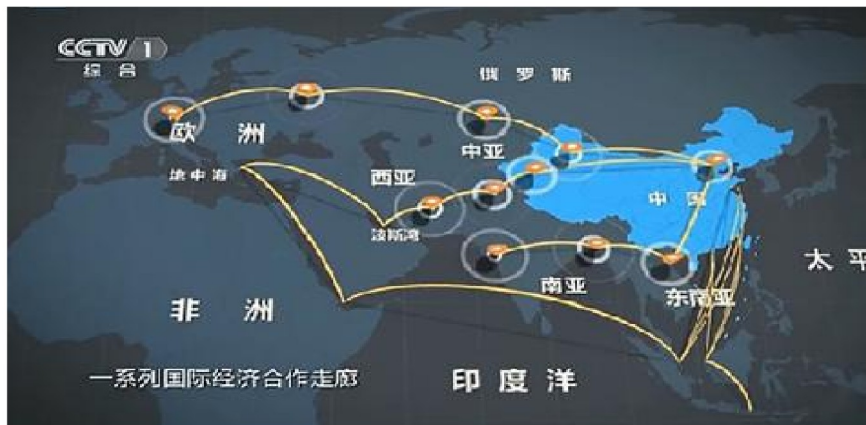 CCTV 1
综合
俄罗斯
欧洲
中亚
地中海
西亚
中国
波斯湾
太平
南亚
东南亚
非洲
一系列国际经济合作走廊
印度洋